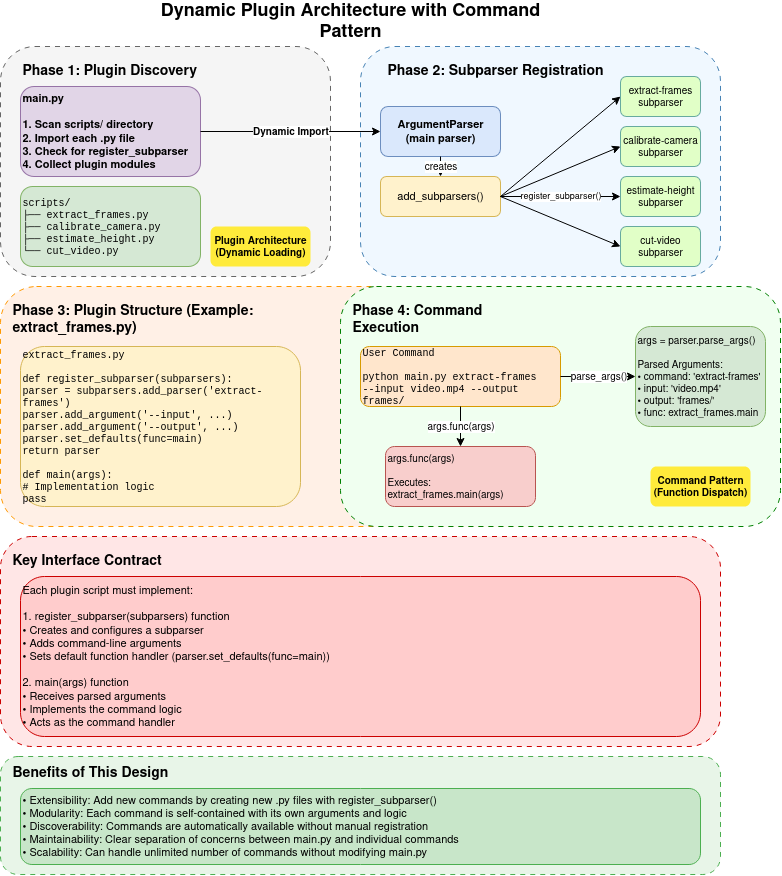 Dynamic Plugin Architecture with Command
Pattern
Phase 1: Plugin Discovery
main.py
1. Scan scripts/ directory
2. Import each .py file
3. Check for register_subparser
4. Collect plugin modules
scripts/
├── extract_frames.py
├── calibrate_camera.py
├── estimate_height.py
└── cut_video.py
Plugin Architecture
(Dynamic Loading)
Dynamic Import
Phase 2: Subparser Registration
ArgumentParser
(main parser)
creates
add_subparsers()
register_subparser()
extract-frames
subparser
calibrate-camera
subparser
estimate-height
subparser
cut-video
subparser
Phase 3: Plugin Structure (Example:
extract_frames.py)
extract_frames.py
def register_subparser(subparsers):
parser = subparsers.add_parser('extract-
frames')
parser.add_argument('--input', ...)
parser.add_argument('--output', ...)
parser.set_defaults(func=main)
return parser
def main(args):
# Implementation logic
pass
Phase 4: Command
Execution
User Command
python main.py extract-frames
--input video.mp4 --output
frames/
parse_args()
args = parser.parse_args()
Parsed Arguments:
• command: 'extract-frames'
• input: 'video.mp4'
• output: 'frames/'
• func: extract_frames.main
args.func(args)
args.func(args)
Executes:
extract_frames.main(args)
Command Pattern
(Function Dispatch)
Key Interface Contract
Each plugin script must implement:
1. register_subparser(subparsers) function
• Creates and configures a subparser
• Adds command-line arguments
• Sets default function handler (parser.set_defaults(func=main))
2. main(args) function
• Receives parsed arguments
• Implements the command logic
• Acts as the command handler
Benefits of This Design
• Extensibility: Add new commands by creating new .py files with register_subparser()
• Modularity: Each command is self-contained with its own arguments and logic
• Discoverability: Commands are automatically available without manual registration
• Maintainability: Clear separation of concerns between main.py and individual commands
• Scalability: Can handle unlimited number of commands without modifying main.py